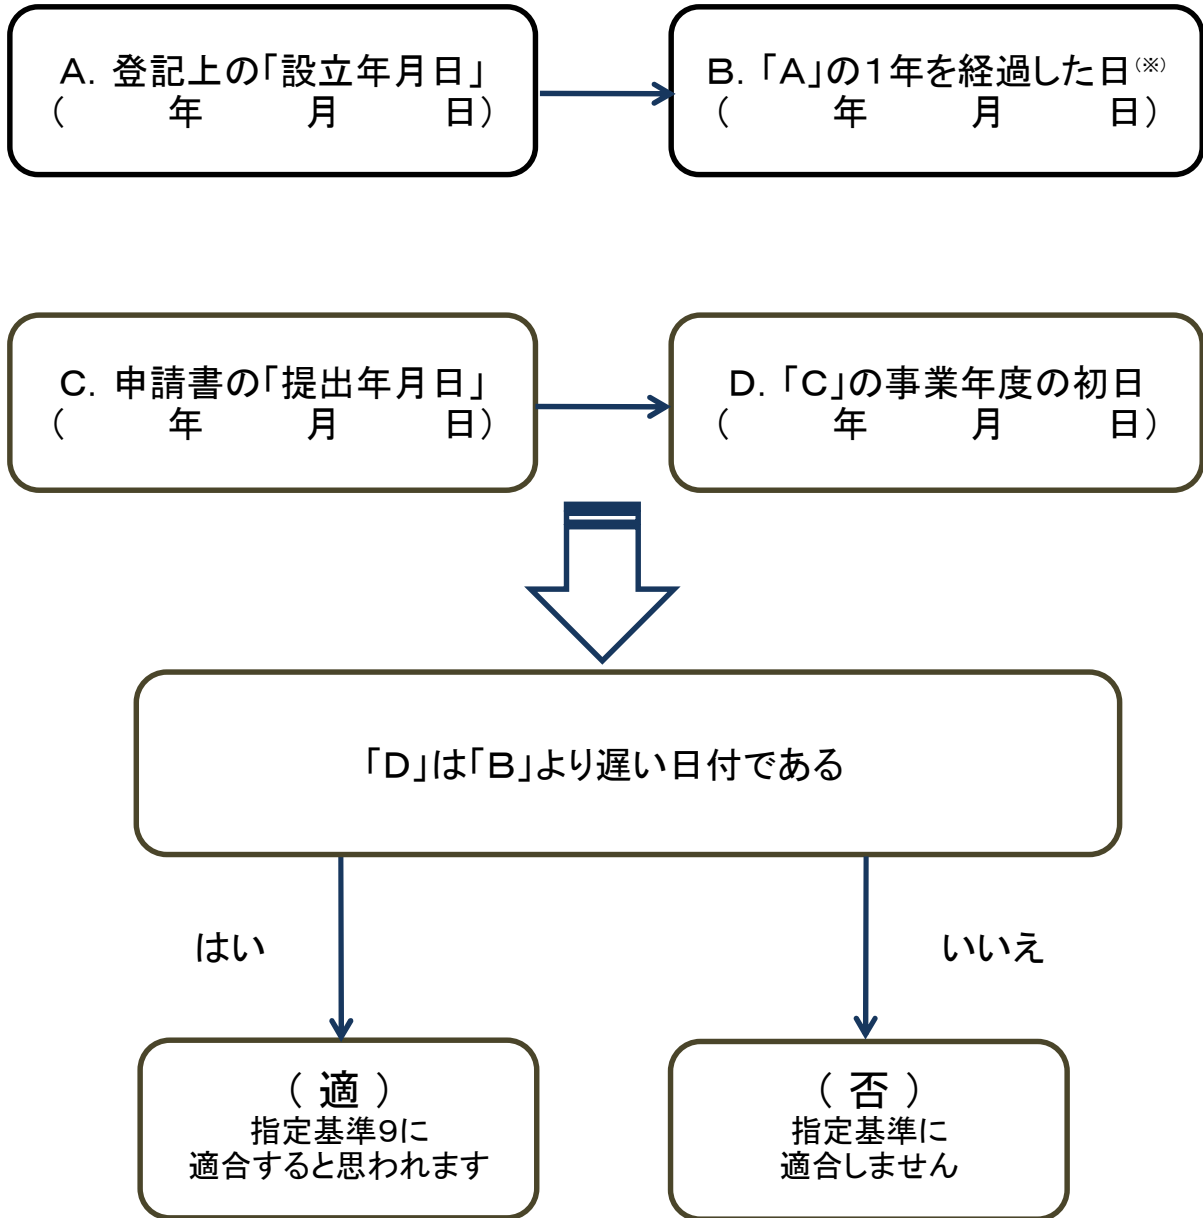 A. 登記上の「設立年月日」
(　　　年　　　月　　　日)
B. 「A」の1年を経過した日(※)
(　　　年　　　月　　　日)
C. 申請書の「提出年月日」
(　　　年　　　月　　　日)
D. 「C」の事業年度の初日
(　　　年　　　月　　　日)
「D」は「B」より遅い日付である
はい
いいえ
( 適 )
指定基準9に
適合すると思われます
( 否 )
指定基準に
適合しません